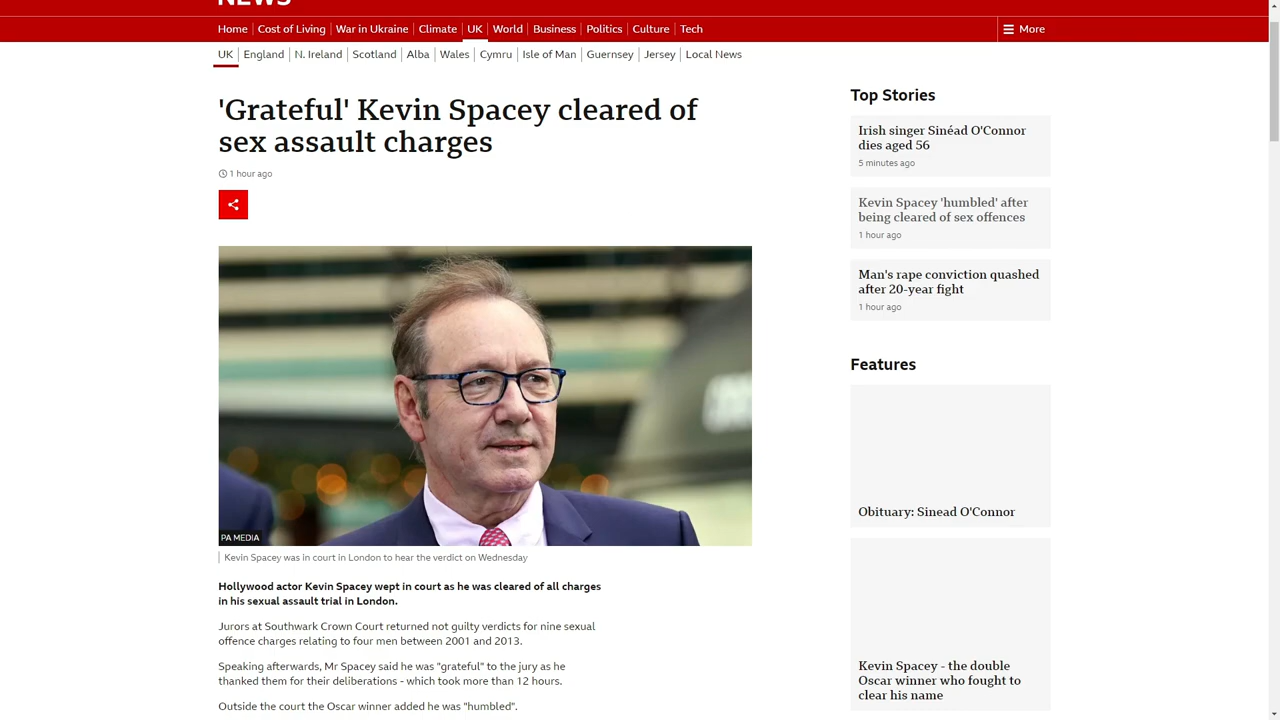 NEWS
Home
Cost of Living
War in Ukraine
Climate
UK
World
Business
Politics
Culture
Tech
More
UK
England
N. Ireland
Scotland
Alba
Wales
Cymru
Isle of Man
Guernsey
Jersey
Local News
'Grateful' Kevin Spacey cleared of
sex assault charges
1 hour ago
PA MEDIA
Kevin Spacey was in court in London to hear the verdict on Wednesday
Hollywood actor Kevin Spacey wept in court as he was cleared of all charges
in his sexual assault trial in London.
Jurors at Southwark Crown Court returned not guilty verdicts for nine sexual
offence charges relating to four men between 2001 and 2013.
Speaking afterwards, Mr Spacey said he was "grateful" to the jury as he
thanked them for their deliberations - which took more than 12 hours.
Outside the court the Oscar winner added he was "humbled".
Top Stories
Irish singer Sinéad O'Connor
dies aged 56
5 minutes ago
Kevin Spacey 'humbled' after
being cleared of sex offences
1 hour ago
Man's rape conviction quashed
after 20-year fight
1 hour ago
Features
Obituary: Sinead O'Connor
Kevin Spacey - the double
Oscar winner who fought to
clear his name